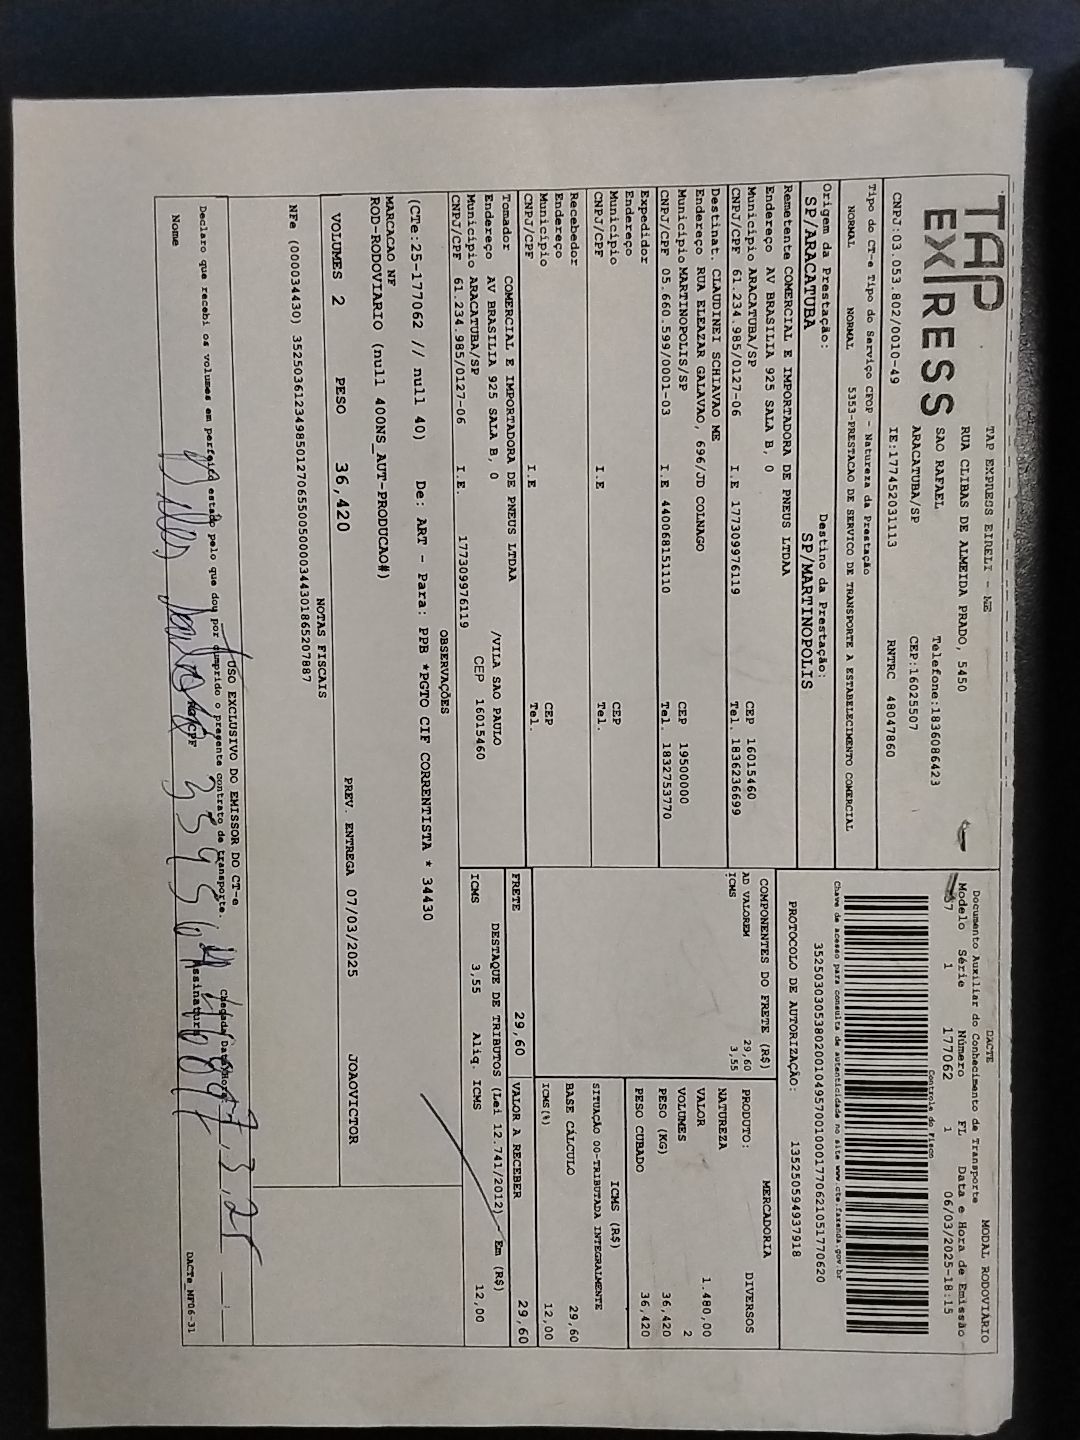 TAP
EXPRESS
TAP EXPRESS EIRELI - ME
RUA CLIBAS DE ALMEIDA PRADO, 5450
SAO RAFAEL Telefone:1836086423
ARACATUBA/SP CEP:16025507
CNPJ:03.053.802/0010-49 IE:177452031113 RNTRC 48047860
Tipo do CT-e Tipo do Serviço CFOP - Natureza da Prestação
NORMAL NORMAL 5353-PRESTACAO DE SERVICO DE TRANSPORTE A ESTABELECIMENTO COMERCIAL
Origem da Prestação: Destino da Prestação:
SP/ARACATUBA SP/MARTINOPOLIS
DACTE MODAL RODOVIÁRIO
Documento Auxiliar do Conhecimento de Transporte
Modelo Série Número FL Data e Hora de Emissão
57 1 177062 1 06/03/2025-18:15
Controle do Fisco
Chave de acesso para consulta de autenticidade no site www.cte.fazenda.gov.br
35250303053802001049570010001770621051770620
PROTOCOLO DE AUTORIZAÇÃO: 135250594937918
Remetente COMERCIAL E IMPORTADORA DE PNEUS LTDAA
Endereço AV BRASILIA 925 SALA B, 0
Município ARACATUBA/SP CEP 16015460
CNPJ/CPF 61.234.985/0127-06 I.E 177309976119 Tel. 1836236699
Destinat. CLAUDINEI SCHIAVAO ME
Endereço RUA ELEAZAR GALAVAO, 696/JD COLNAGO
Município MARTINOPOLIS/SP CEP 19500000
CNPJ/CPF 05.660.599/0001-03 I.E 440068151110 Tel. 1832753770
Expedidor
Endereço
Município CEP
CNPJ/CPF I.E Tel.
Recebedor
Endereço
Município CEP
CNPJ/CPF I.E Tel.
Tomador COMERCIAL E IMPORTADORA DE PNEUS LTDAA
Endereço AV BRASILIA 925 SALA B, 0 /VILA SAO PAULO
Município ARACATUBA/SP CEP 16015460
CNPJ/CPF 61.234.985/0127-06 I.E. 177309976119
COMPONENTES DO FRETE (R$)
AD VALOREM 29,60
ICMS 3,55
PRODUTO: MERCADORIA
NATUREZA DIVERSOS
VALOR 1.480,00
VOLUMES 2
PESO (KG) 36,420
PESO CUBADO 36,420
ICMS (R$)
SITUAÇÃO 00-TRIBUTADA INTEGRALMENTE
BASE CÁLCULO 29,60
ICMS(%) 12,00
FRETE 29,60 VALOR A RECEBER 29,60
DESTAQUE DE TRIBUTOS (Lei 12.741/2012) - Em (R$)
ICMS 3,55 Aliq. ICMS 12,00
OBSERVAÇÕES
(CTe:25-177062 // null 40) De: ART - Para: PPB *PGTO CIF CORRENTISTA * 34430
MARCACAO NF
ROD-RODOVIARIO (null 400NS_AUT-PRODUCAO#)
VOLUMES 2 PESO 36,420 PREV. ENTREGA 07/03/2025 JOAOVICTOR
NOTAS FISCAIS
NFe (000034430) 35250361234985012706550050000344301865207887
USO EXCLUSIVO DO EMISSOR DO CT-e
Declaro que recebi os volumes em perfeito estado pelo que dou por cumprido o presente contrato de transporte.
Chegada Data/Hora 7,3,25
Nome RG/CPF Assinatura
DACTe_MF06-31